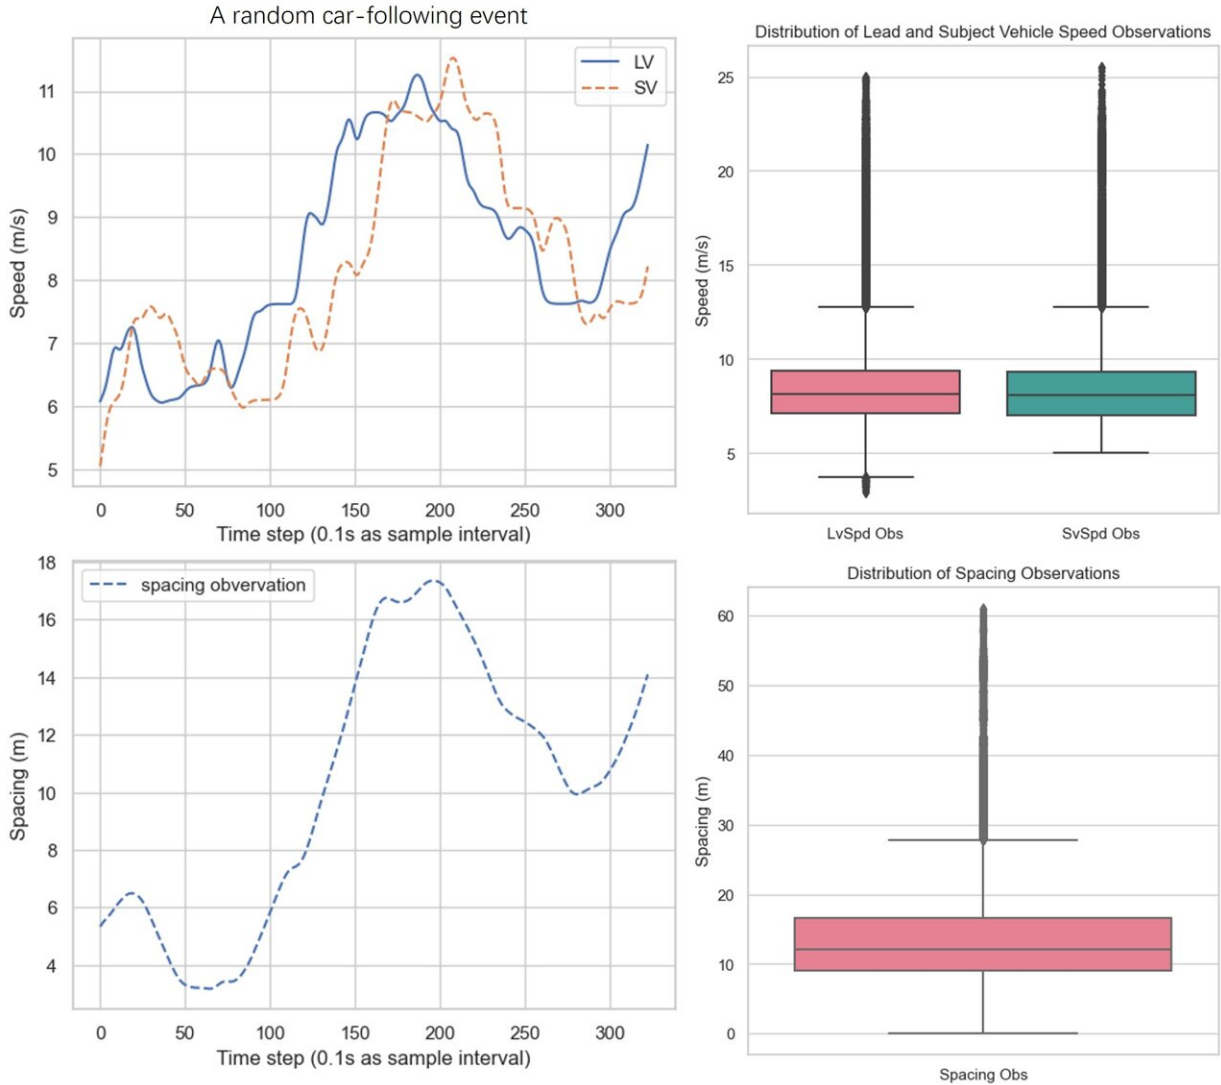 A random car-following event
LV
SV
11
10
9
8
7
6
5
Speed (m/s)
0 50 100 150 200 250 300
Time step (0.1s as sample interval)
spacing obvervation
18
16
14
12
10
8
6
4
Spacing (m)
0 50 100 150 200 250 300
Time step (0.1s as sample interval)
Distribution of Lead and Subject Vehicle Speed Observations
25
20
15
10
5
Speed (m/s)
LvSpd Obs SvSpd Obs
Distribution of Spacing Observations
60
50
40
30
20
10
0
Spacing (m)
Spacing Obs